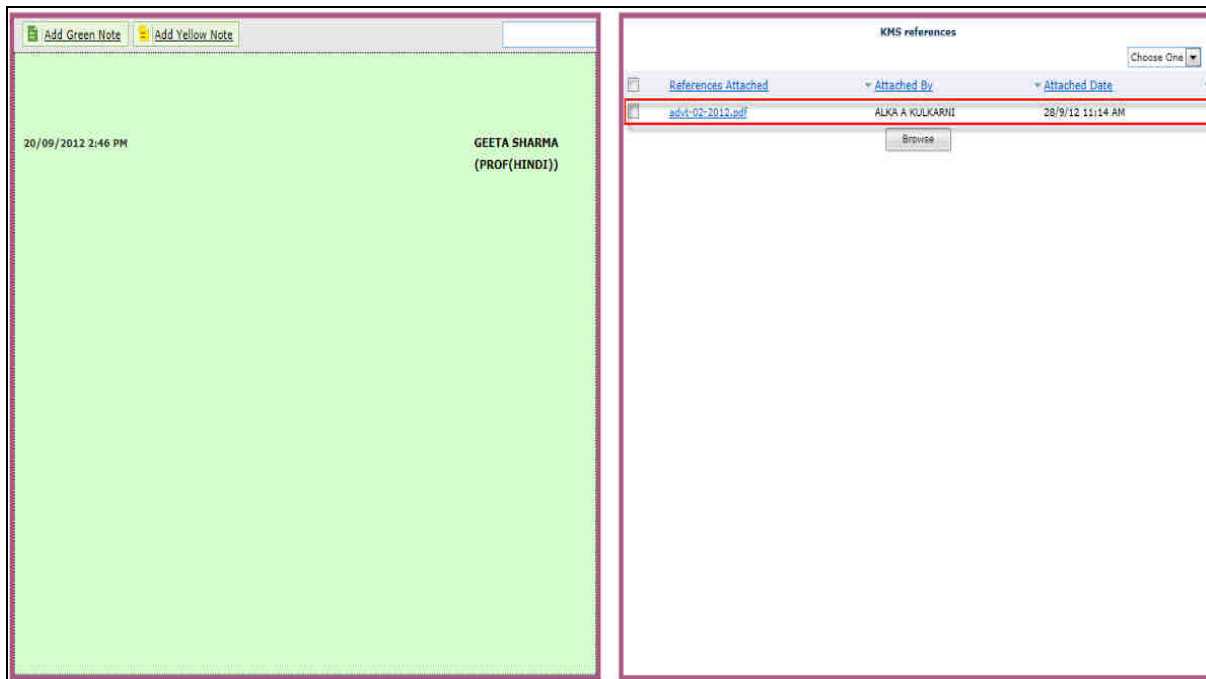 Add Green Note Add Yellow Note
20/09/2012 2:46 PM GEETA SHARMA
(PROF(HINDI))
KMS references
Choose One
References Attached Attached By Attached Date
advt-02-2012.pdf ALKA A KULKARNI 28/9/12 11:14 AM
Browse